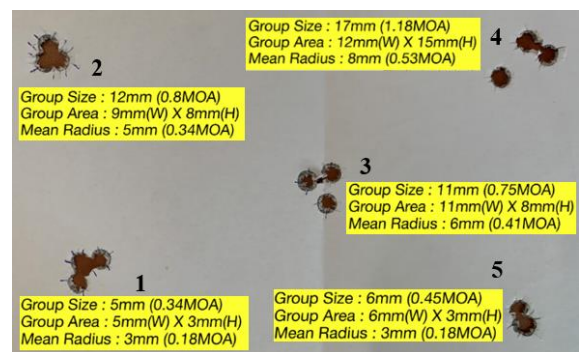 4
Group Size : 17mm (1.18MOA)
Group Area : 12mm(W) X 15mm(H)
Mean Radius : 8mm (0.53MOA)
2
Group Size : 12mm (0.8MOA)
Group Area : 9mm(W) X 8mm(H)
Mean Radius : 5mm (0.34MOA)
3
Group Size : 11mm (0.75MOA)
Group Area : 11mm(W) X 8mm(H)
Mean Radius : 6mm (0.41MOA)
1
Group Size : 5mm (0.34MOA)
Group Area : 5mm(W) X 3mm(H)
Mean Radius : 3mm (0.18MOA)
5
Group Size : 6mm (0.45MOA)
Group Area : 6mm(W) X 3mm(H)
Mean Radius : 3mm (0.18MOA)